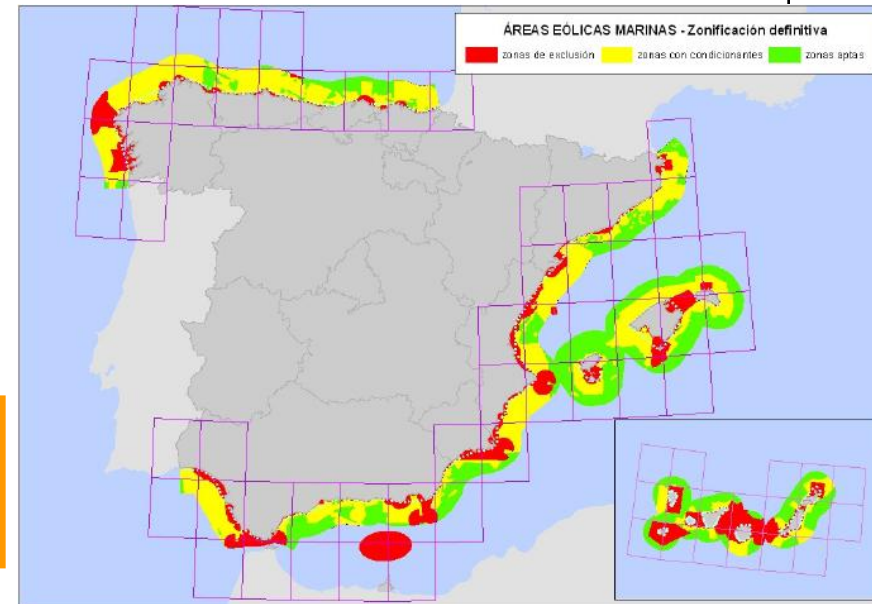 ÁREAS EÓLICAS MARINAS - Zonificación definitiva
zonas de exclusión zonas con condicionantes zonas aptas